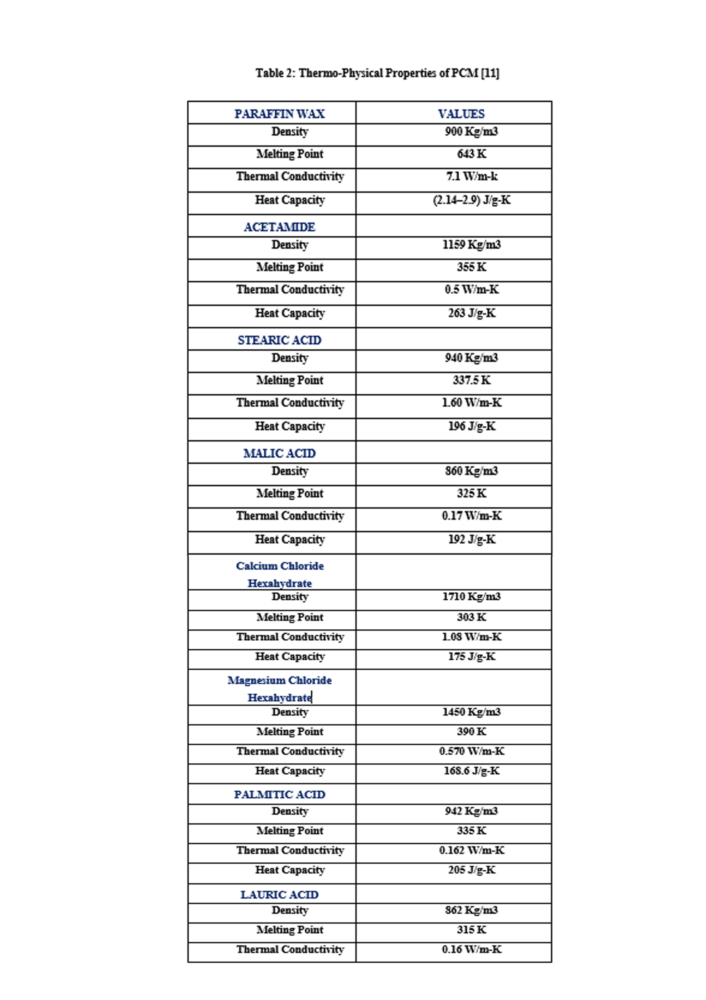 Table 2: Thermo-Physical Properties of PCM [11]
PARAFFIN WAX VALUES
Density 900 Kg/m3
Melting Point 643 K
Thermal Conductivity 7.1 W/m-k
Heat Capacity (2.14–2.9) J/g-K
ACETAMIDE
Density 1159 Kg/m3
Melting Point 355 K
Thermal Conductivity 0.5 W/m-K
Heat Capacity 263 J/g-K
STEARIC ACID
Density 940 Kg/m3
Melting Point 337.5 K
Thermal Conductivity 1.60 W/m-K
Heat Capacity 196 J/g-K
MALIC ACID
Density 860 Kg/m3
Melting Point 325 K
Thermal Conductivity 0.17 W/m-K
Heat Capacity 192 J/g-K
Calcium Chloride
Hexahydrate
Density 1710 Kg/m3
Melting Point 303 K
Thermal Conductivity 1.08 W/m-K
Heat Capacity 175 J/g-K
Magnesium Chloride
Hexahydrate
Density 1450 Kg/m3
Melting Point 390 K
Thermal Conductivity 0.570 W/m-K
Heat Capacity 168.6 J/g-K
PALMITIC ACID
Density 942 Kg/m3
Melting Point 335 K
Thermal Conductivity 0.162 W/m-K
Heat Capacity 205 J/g-K
LAURIC ACID
Density 862 Kg/m3
Melting Point 315 K
Thermal Conductivity 0.16 W/m-K